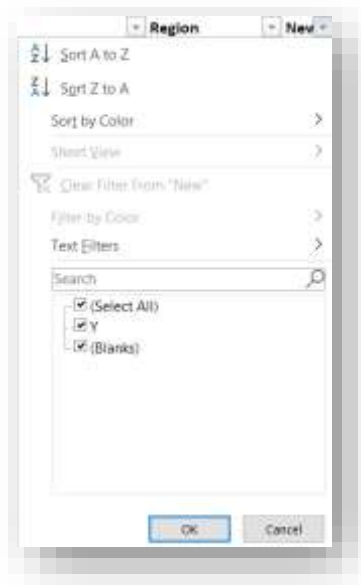 Region New
Sort A to Z
Sort Z to A
Sort by Color
Sheet View
Clear Filter From "New"
Filter by Color
Text Filters
Search
(Select All)
Y
(Blanks)
OK Cancel